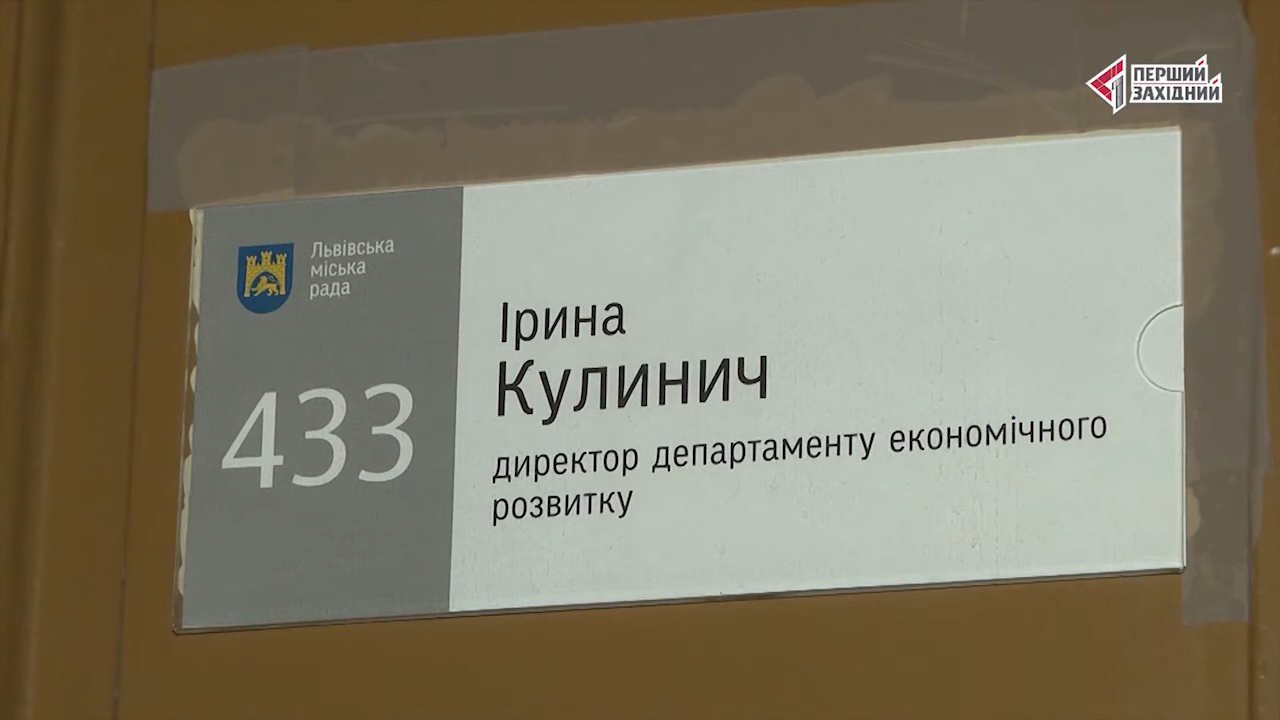 ПЕРШИЙ
ЗАХІДНИЙ
Львівська
міська
рада
433
Ірина
Кулинич
директор департаменту економічного
розвитку